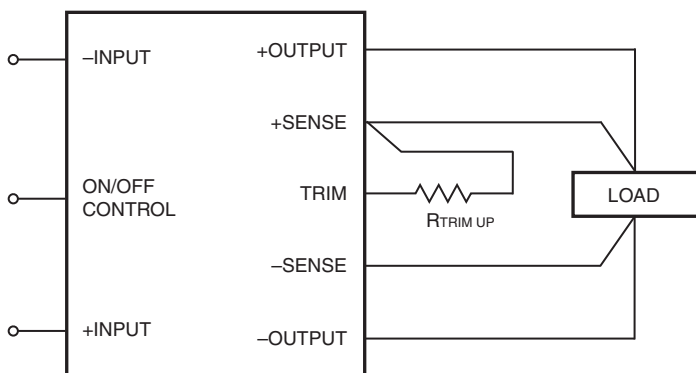 –INPUT
+OUTPUT
+SENSE
ON/OFF
CONTROL
TRIM
RTRIM UP
LOAD
–SENSE
+INPUT
–OUTPUT